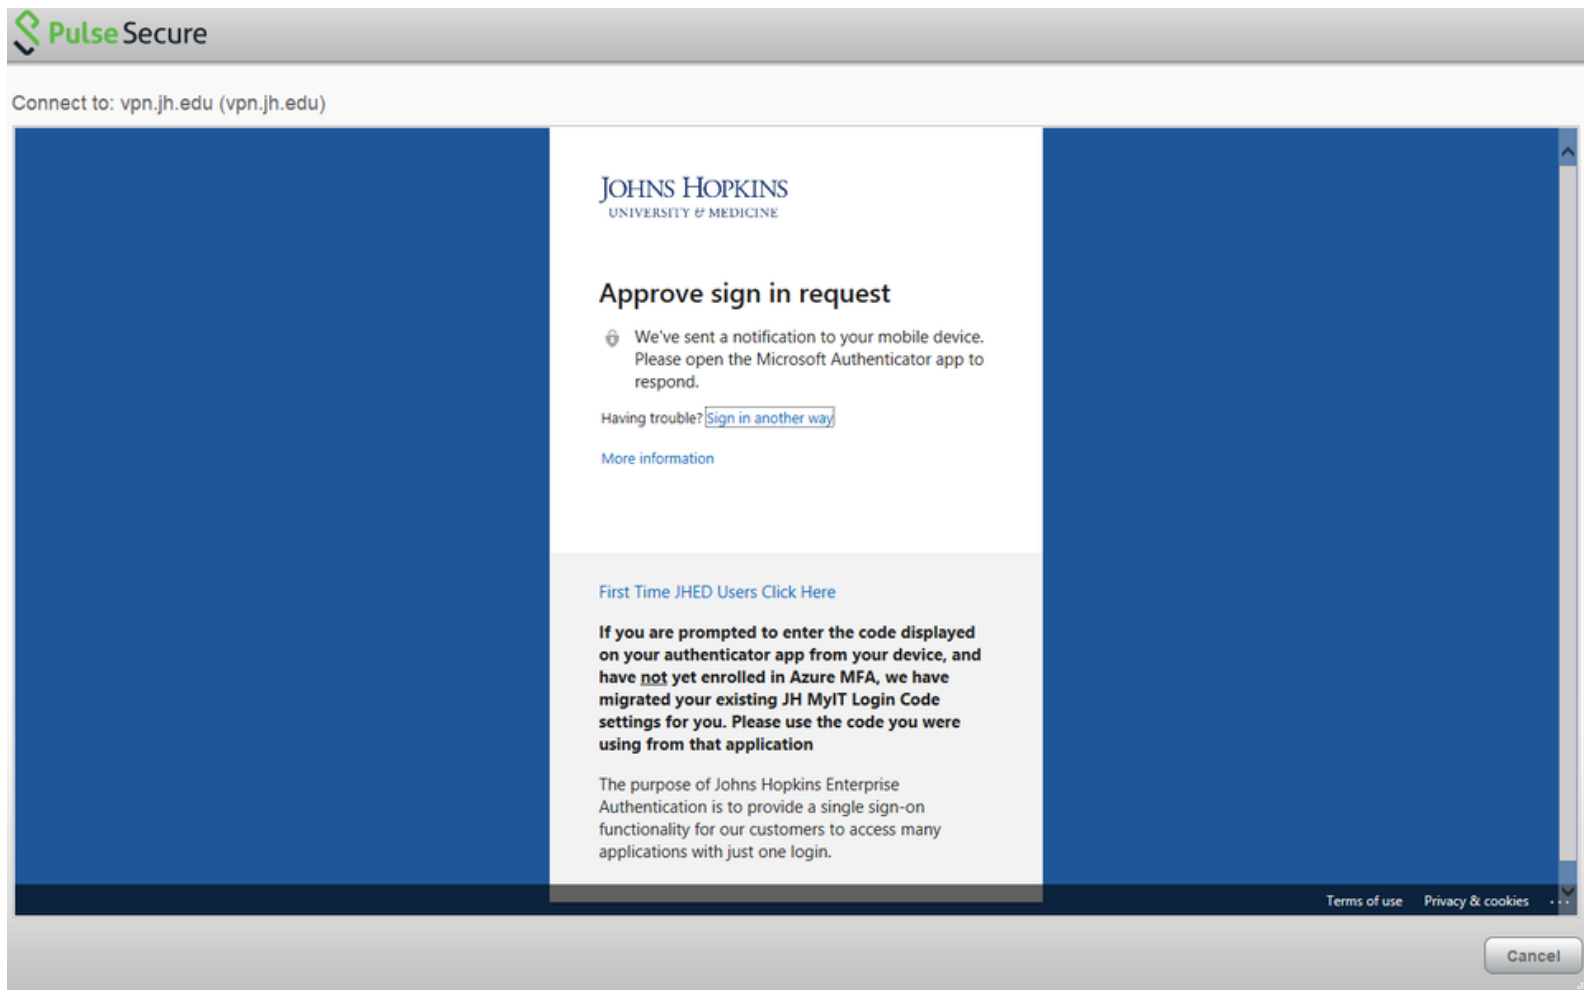 Pulse Secure
Connect to: vpn.jh.edu (vpn.jh.edu)
JOHNS HOPKINS
UNIVERSITY & MEDICINE
Approve sign in request
We've sent a notification to your mobile device.
Please open the Microsoft Authenticator app to
respond.
Having trouble? Sign in another way
More information
First Time JHED Users Click Here
If you are prompted to enter the code displayed
on your authenticator app from your device, and
have not yet enrolled in Azure MFA, we have
migrated your existing JH MyIT Login Code
settings for you. Please use the code you were
using from that application
The purpose of Johns Hopkins Enterprise
Authentication is to provide a single sign-on
functionality for our customers to access many
applications with just one login.
Terms of use Privacy & cookies ...
Cancel